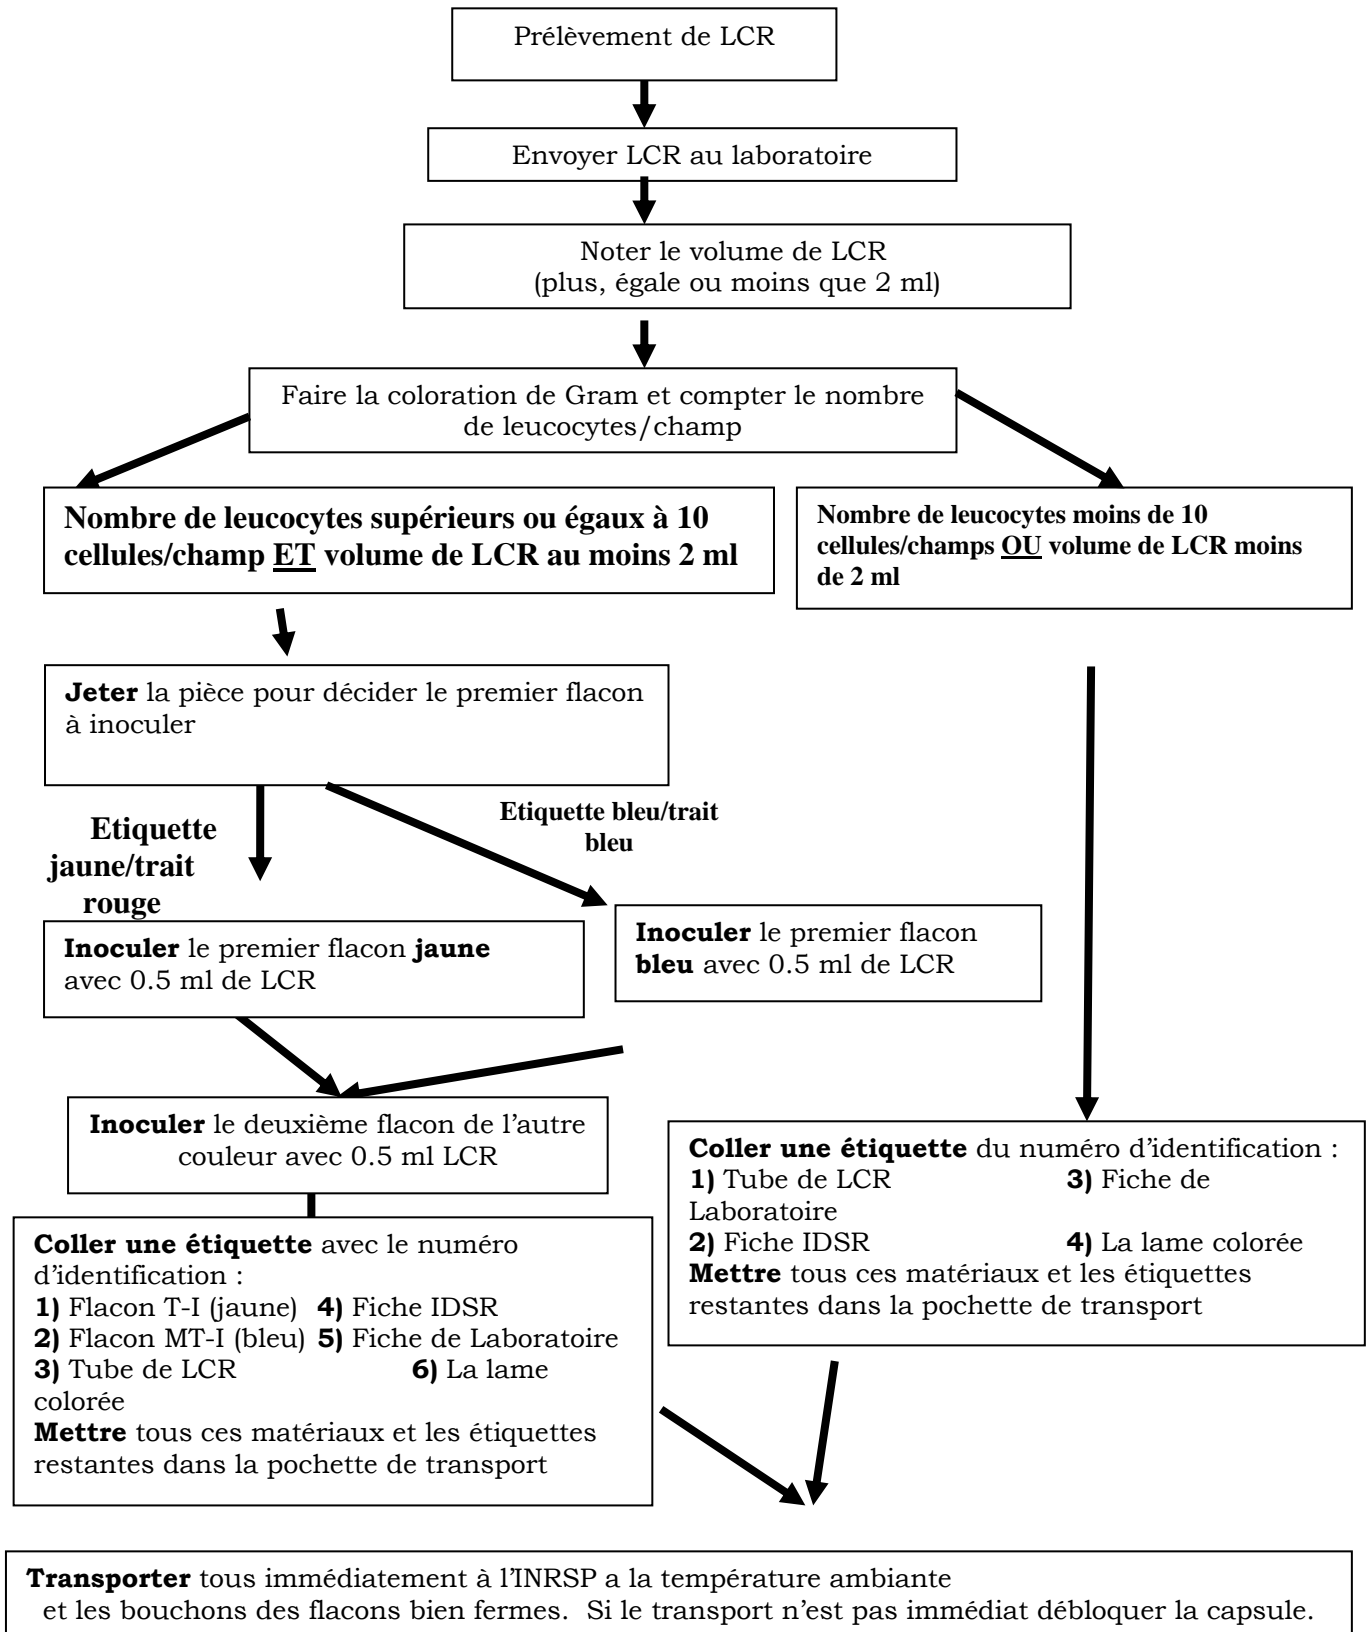 Prélèvement de LCR
Envoyer LCR au laboratoire
Noter le volume de LCR
(plus, égale ou moins que 2 ml)
Faire la coloration de Gram et compter le nombre
de leucocytes/champ
Nombre de leucocytes supérieurs ou égaux à 10
cellules/champ ET volume de LCR au moins 2 ml
Nombre de leucocytes moins de 10
cellules/champs OU volume de LCR moins
de 2 ml
Jeter la pièce pour décider le premier flacon
à inoculer
Etiquette
jaune/trait
rouge
Etiquette bleu/trait
bleu
Inoculer le premier flacon jaune
avec 0.5 ml de LCR
Inoculer le premier flacon
bleu avec 0.5 ml de LCR
Inoculer le deuxième flacon de l’autre
couleur avec 0.5 ml LCR
Coller une étiquette avec le numéro
d’identification :
1) Flacon T-I (jaune) 4) Fiche IDSR
2) Flacon MT-I (bleu) 5) Fiche de Laboratoire
3) Tube de LCR 6) La lame
colorée
Mettre tous ces matériaux et les étiquettes
restantes dans la pochette de transport
Coller une étiquette du numéro d’identification :
1) Tube de LCR 3) Fiche de
Laboratoire
2) Fiche IDSR 4) La lame colorée
Mettre tous ces matériaux et les étiquettes
restantes dans la pochette de transport
Transporter tous immédiatement à l’INRSP a la température ambiante
et les bouchons des flacons bien fermes. Si le transport n’est pas immédiat débloquer la capsule.